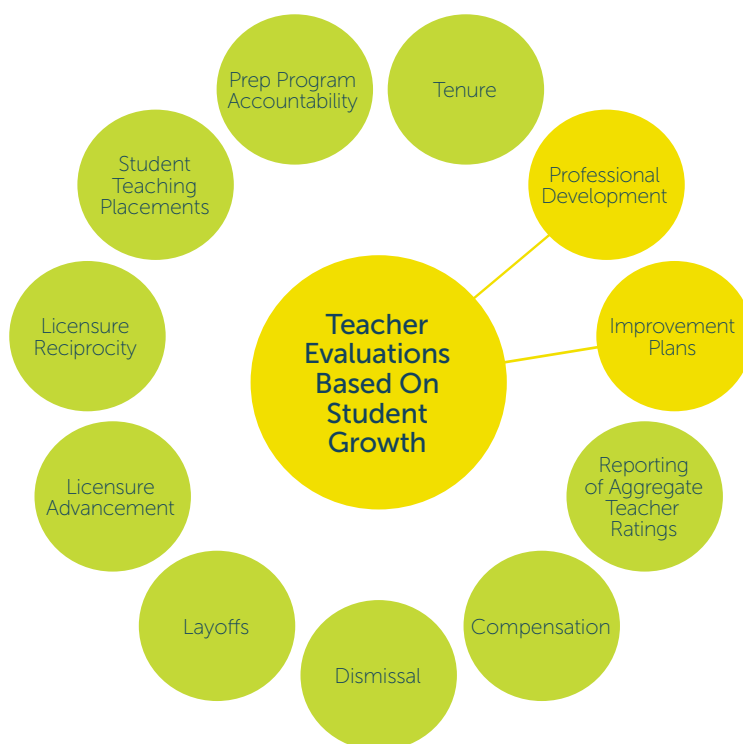 Prep Program
Accountability
Tenure
Professional
Development
Improvement
Plans
Reporting
of Aggregate
Teacher
Ratings
Compensation
Dismissal
Layoffs
Licensure
Advancement
Licensure
Reciprocity
Student
Teaching
Placements
Teacher
Evaluations
Based On
Student
Growth